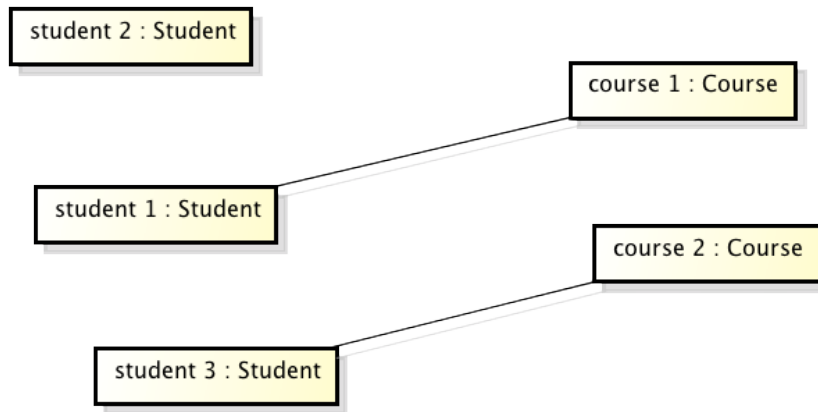 student 2 : Student
course 1 : Course
student 1 : Student
course 2 : Course
student 3 : Student